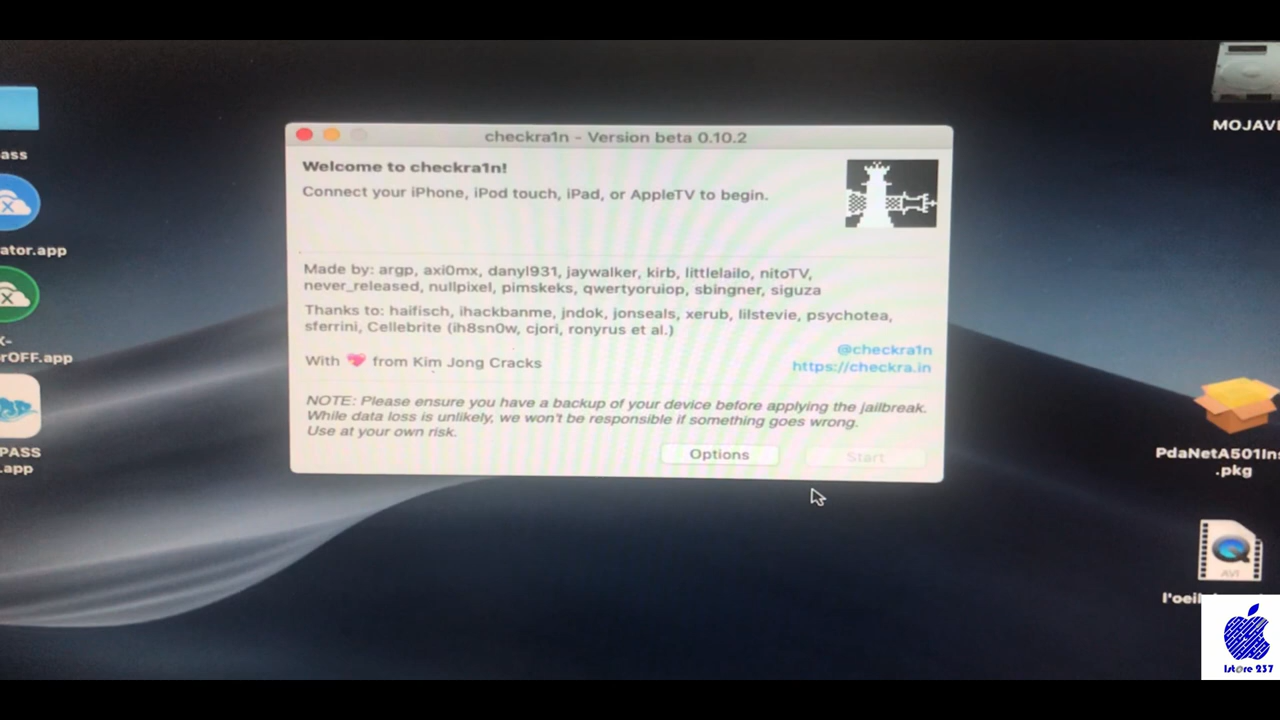 checkra1n - Version beta 0.10.2
Welcome to checkra1n!
Connect your iPhone, iPod touch, iPad, or AppleTV to begin.
Made by: argp, axi0mx, danyl931, jaywalker, kirb, littlelailo, nitoTV,
never_released, nullpixel, pimskeks, qwertyoruiop, sbingner, siguza
Thanks to: haifisch, ihackbanme, jndok, jonseals, xerub, lilstevie, psychotea,
sferrini, Cellebrite (ih8sn0w, cjori, ronyrus et al.)
With 💖 from Kim Jong Cracks
@checkra1n
https://checkra.in
NOTE: Please ensure you have a backup of your device before applying the jailbreak.
While data loss is unlikely, we won't be responsible if something goes wrong.
Use at your own risk.
Options
Start
ass
ator.app
rOFF.app
PASS
.app
MOJAVE
PdaNetA501Ins
.pkg
AVI
l'oeil
Istore 237